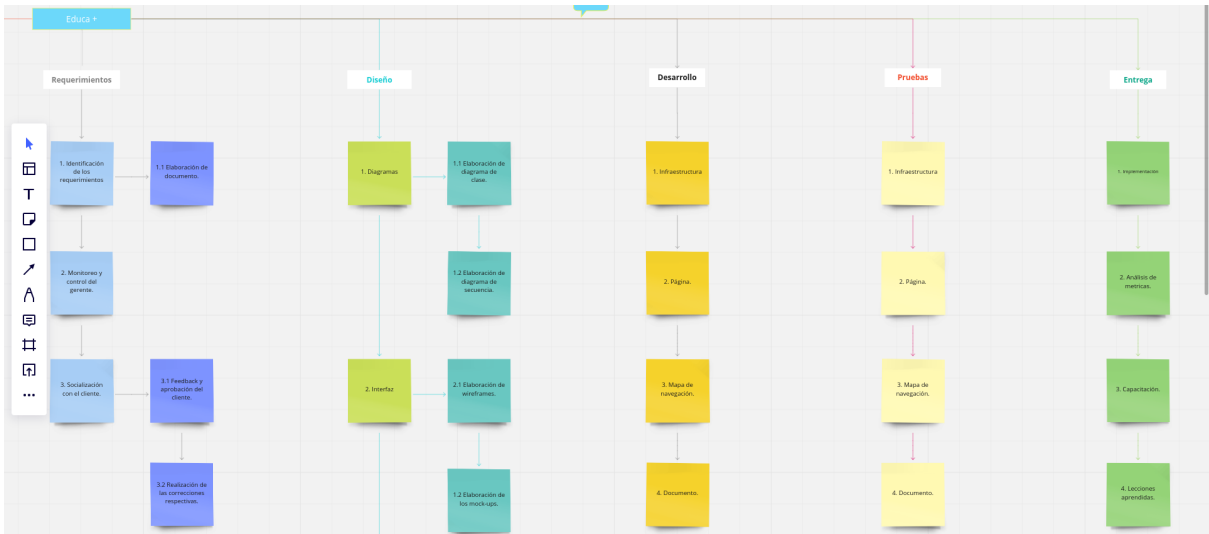 Educa +
Requerimientos
Diseño
Desarrollo
Pruebas
Entrega
1. Identificación
de los
requerimientos
1.1 Elaboración de
documento.
1. Diagramas
1.1 Elaboración de
diagrama de
clase.
1. Infraestructura
1. Infraestructura
1. Implementación
2. Monitoreo y
control del
gerente.
1.2 Elaboración de
diagrama de
secuencia.
2. Página.
2. Página.
2. Análisis de
metricas.
3. Socialización
con el cliente.
3.1 Feedback y
aprobación del
cliente.
2. Interfaz
2.1 Elaboración de
wireframes.
3. Mapa de
navegación.
3. Mapa de
navegación.
3. Capacitación.
3.2 Realización de
las correcciones
respectivas.
1.2 Elaboración de
los mock-ups.
4. Documento.
4. Documento.
4. Lecciones
aprendidas.